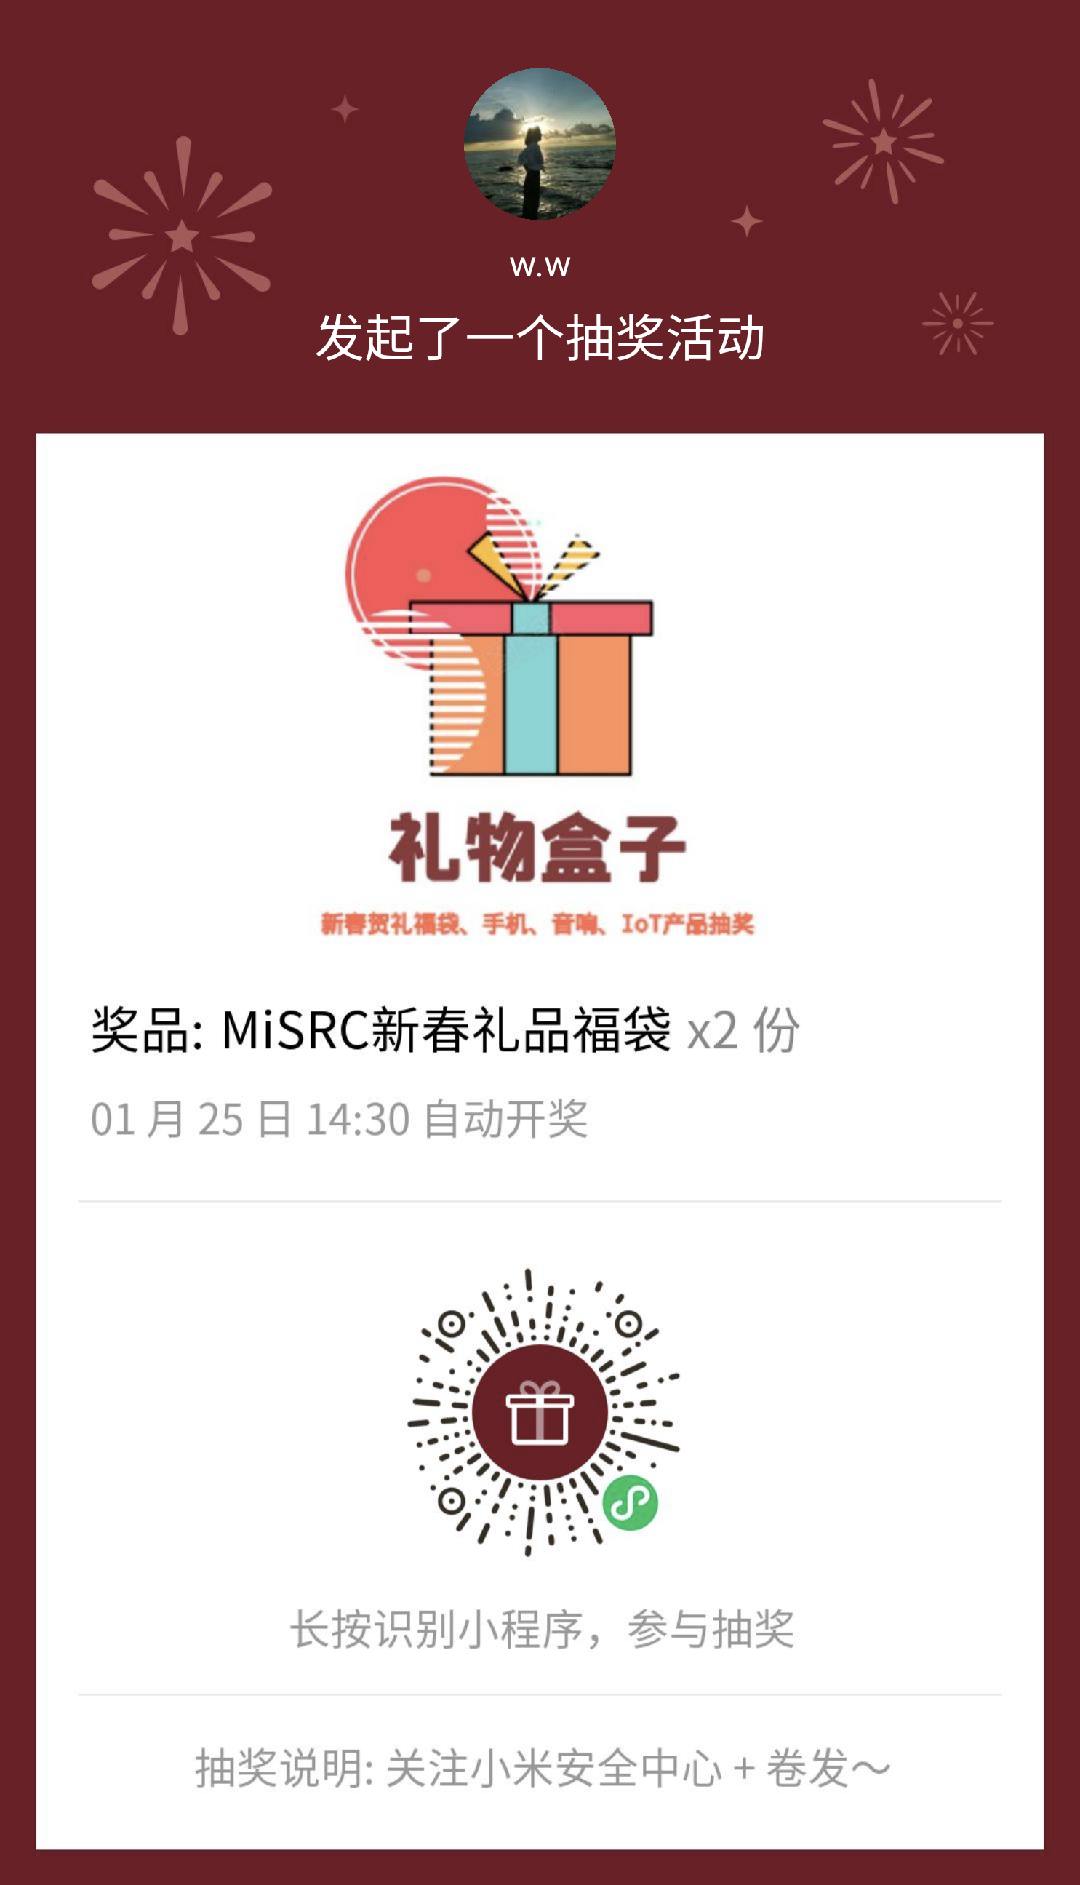 w.w
发起了一个抽奖活动
礼物盒子
新春贺礼福袋、手机、音响、IoT产品抽奖
奖品: MiSRC新春礼品福袋 x2 份
01 月 25 日 14:30 自动开奖
长按识别小程序，参与抽奖
抽奖说明: 关注小米安全中心 + 卷发～